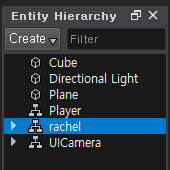 Entity Hierarchy
Create Filter
Cube
Directional Light
Plane
Player
rachel
UICamera